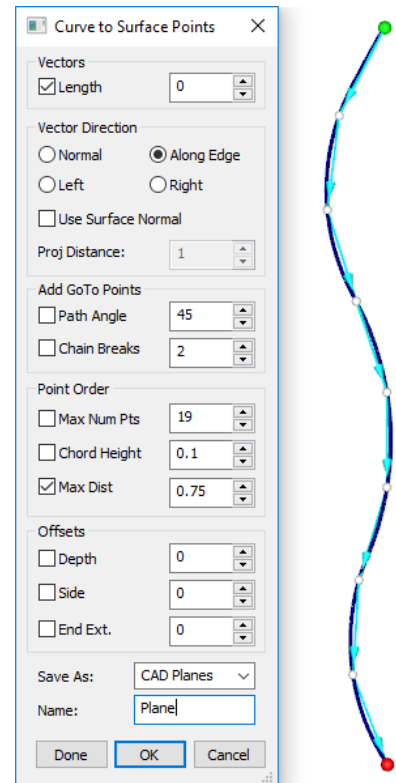 Curve to Surface Points
Vectors
Length 0
Vector Direction
Normal Along Edge
Left Right
Use Surface Normal
Proj Distance: 1
Add GoTo Points
Path Angle 45
Chain Breaks 2
Point Order
Max Num Pts 19
Chord Height 0.1
Max Dist 0.75
Offsets
Depth 0
Side 0
End Ext. 0
Save As: CAD Planes
Name: Plane
Done OK Cancel